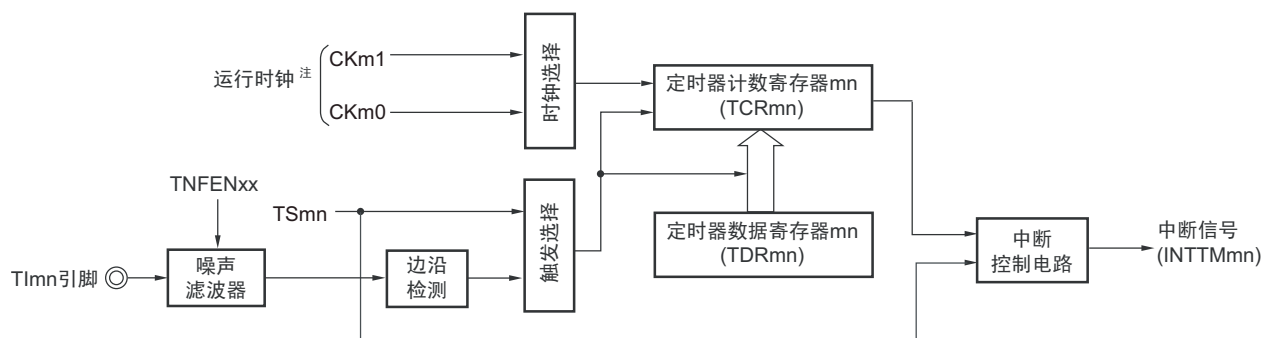 运行时钟 注
CKm1
CKm0
时钟选择
定时器计数寄存器mn
(TCRmn)
TNFENxx
TSmn
触发选择
定时器数据寄存器mn
(TDRmn)
TImn引脚
噪声
滤波器
边沿
检测
中断
控制电路
中断信号
(INTTMmn)